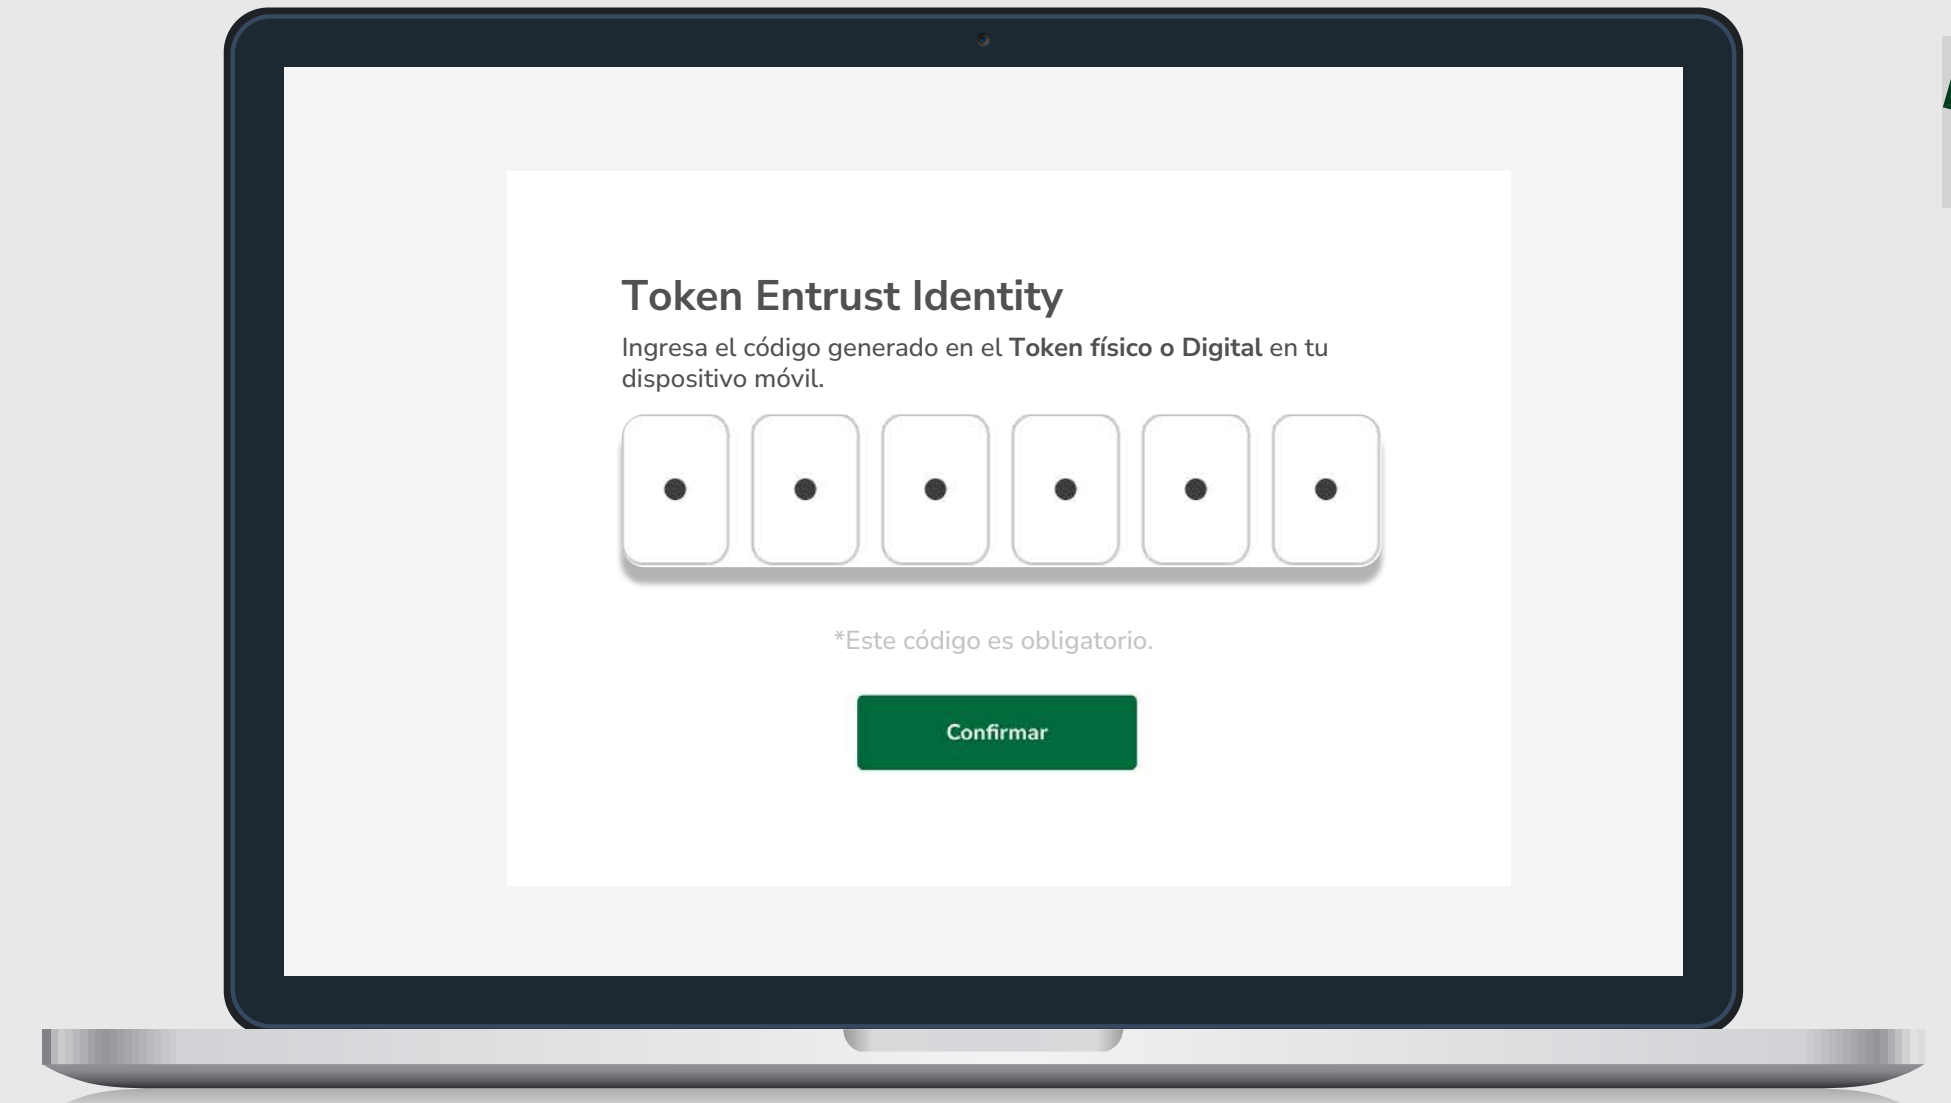 Token Entrust Identity
Ingresa el código generado en el Token físico o Digital en tu
dispositivo móvil.
*Este código es obligatorio.
Confirmar